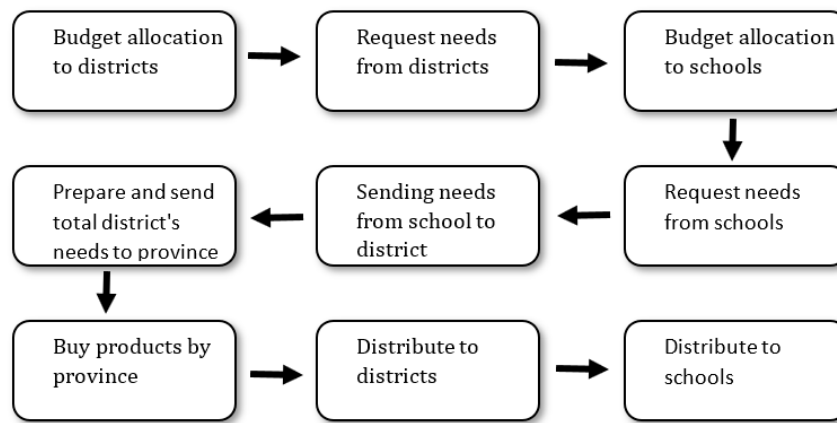 Budget allocation
to districts
Request needs
from districts
Budget allocation
to schools
Request needs
from schools
Sending needs
from school to
district
Prepare and send
total district's
needs to province
Buy products by
province
Distribute to
districts
Distribute to
schools